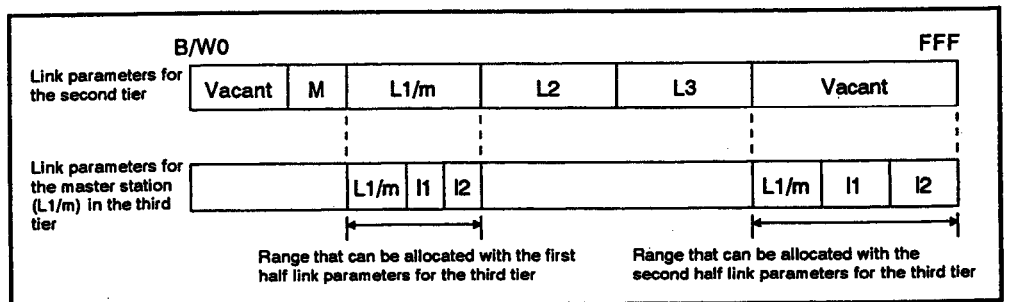 B/W0 FFF
Link parameters for
the second tier
Vacant M L1/m L2 L3 Vacant
Link parameters for
the master station
(L1/m) in the third
tier
L1/m l1 l2 L1/m l1 l2
Range that can be allocated with the first
half link parameters for the third tier
Range that can be allocated with the
second half link parameters for the third tier